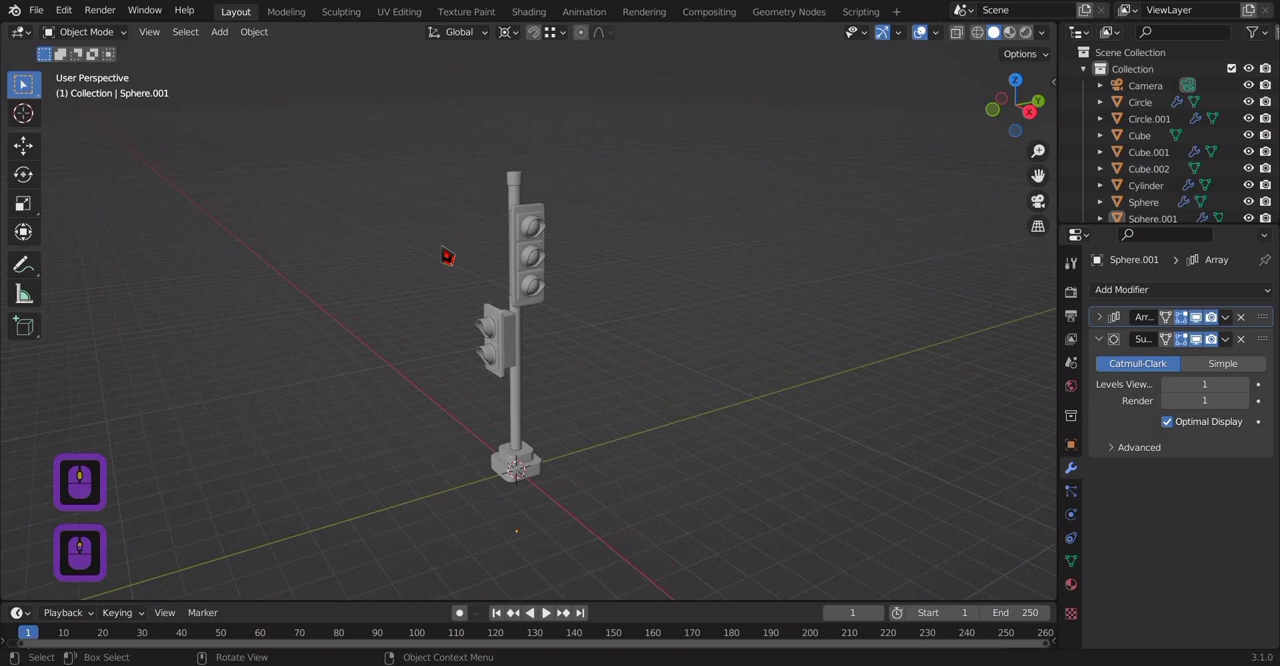 File Edit Render Window Help Layout Modeling Sculpting UV Editing Texture Paint Shading Animation Rendering Compositing Geometry Nodes Scripting + Scene ViewLayer
Object Mode View Select Add Object Global
Options
User Perspective
(1) Collection | Sphere.001
Z
Y
X
Scene Collection
Collection
Camera
Circle
Circle.001
Cube
Cube.001
Cube.002
Cylinder
Sphere
Sphere.001
Sphere.001 > Array
Add Modifier
Arr...
Su...
Catmull-Clark Simple
Levels View... 1
Render 1
Optimal Display
Advanced
Playback Keying View Marker 1 Start 1 End 250
1 10 20 30 40 50 60 70 80 90 100 110 120 130 140 150 160 170 180 190 200 210 220 230 240 250 260
Select Box Select Rotate View Object Context Menu 3.1.0